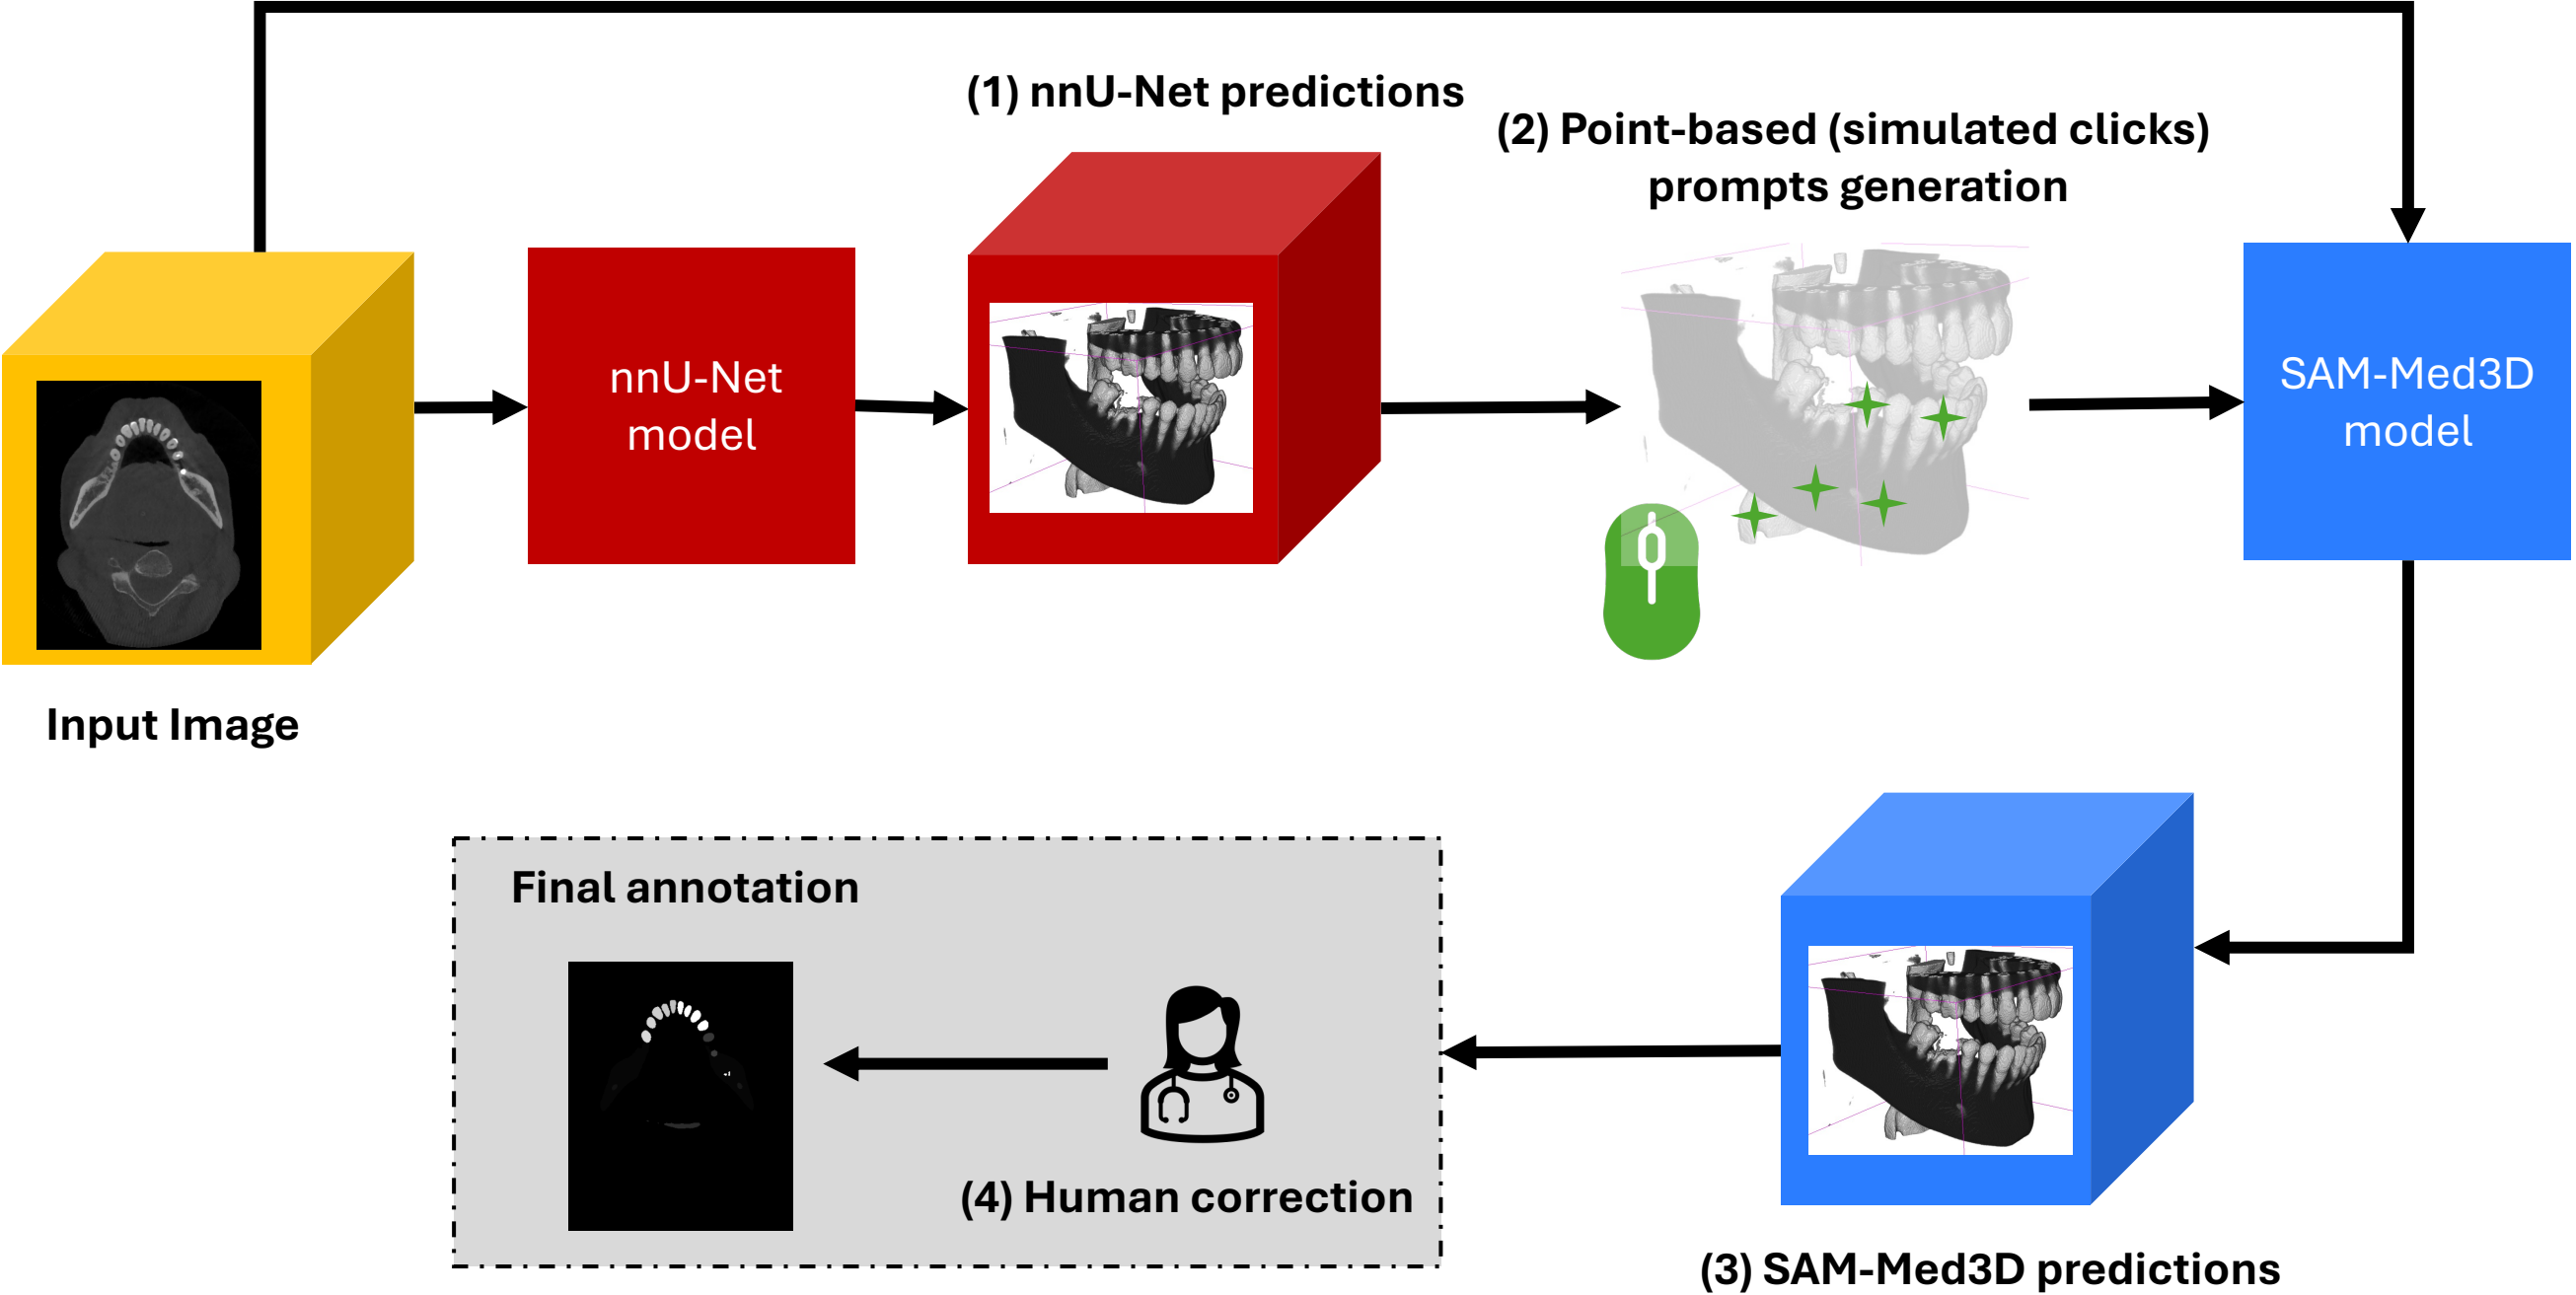 (1) nnU-Net predictions
(2) Point-based (simulated clicks)
prompts generation
nnU-Net
model
SAM-Med3D
model
Input Image
Final annotation
(4) Human correction
(3) SAM-Med3D predictions